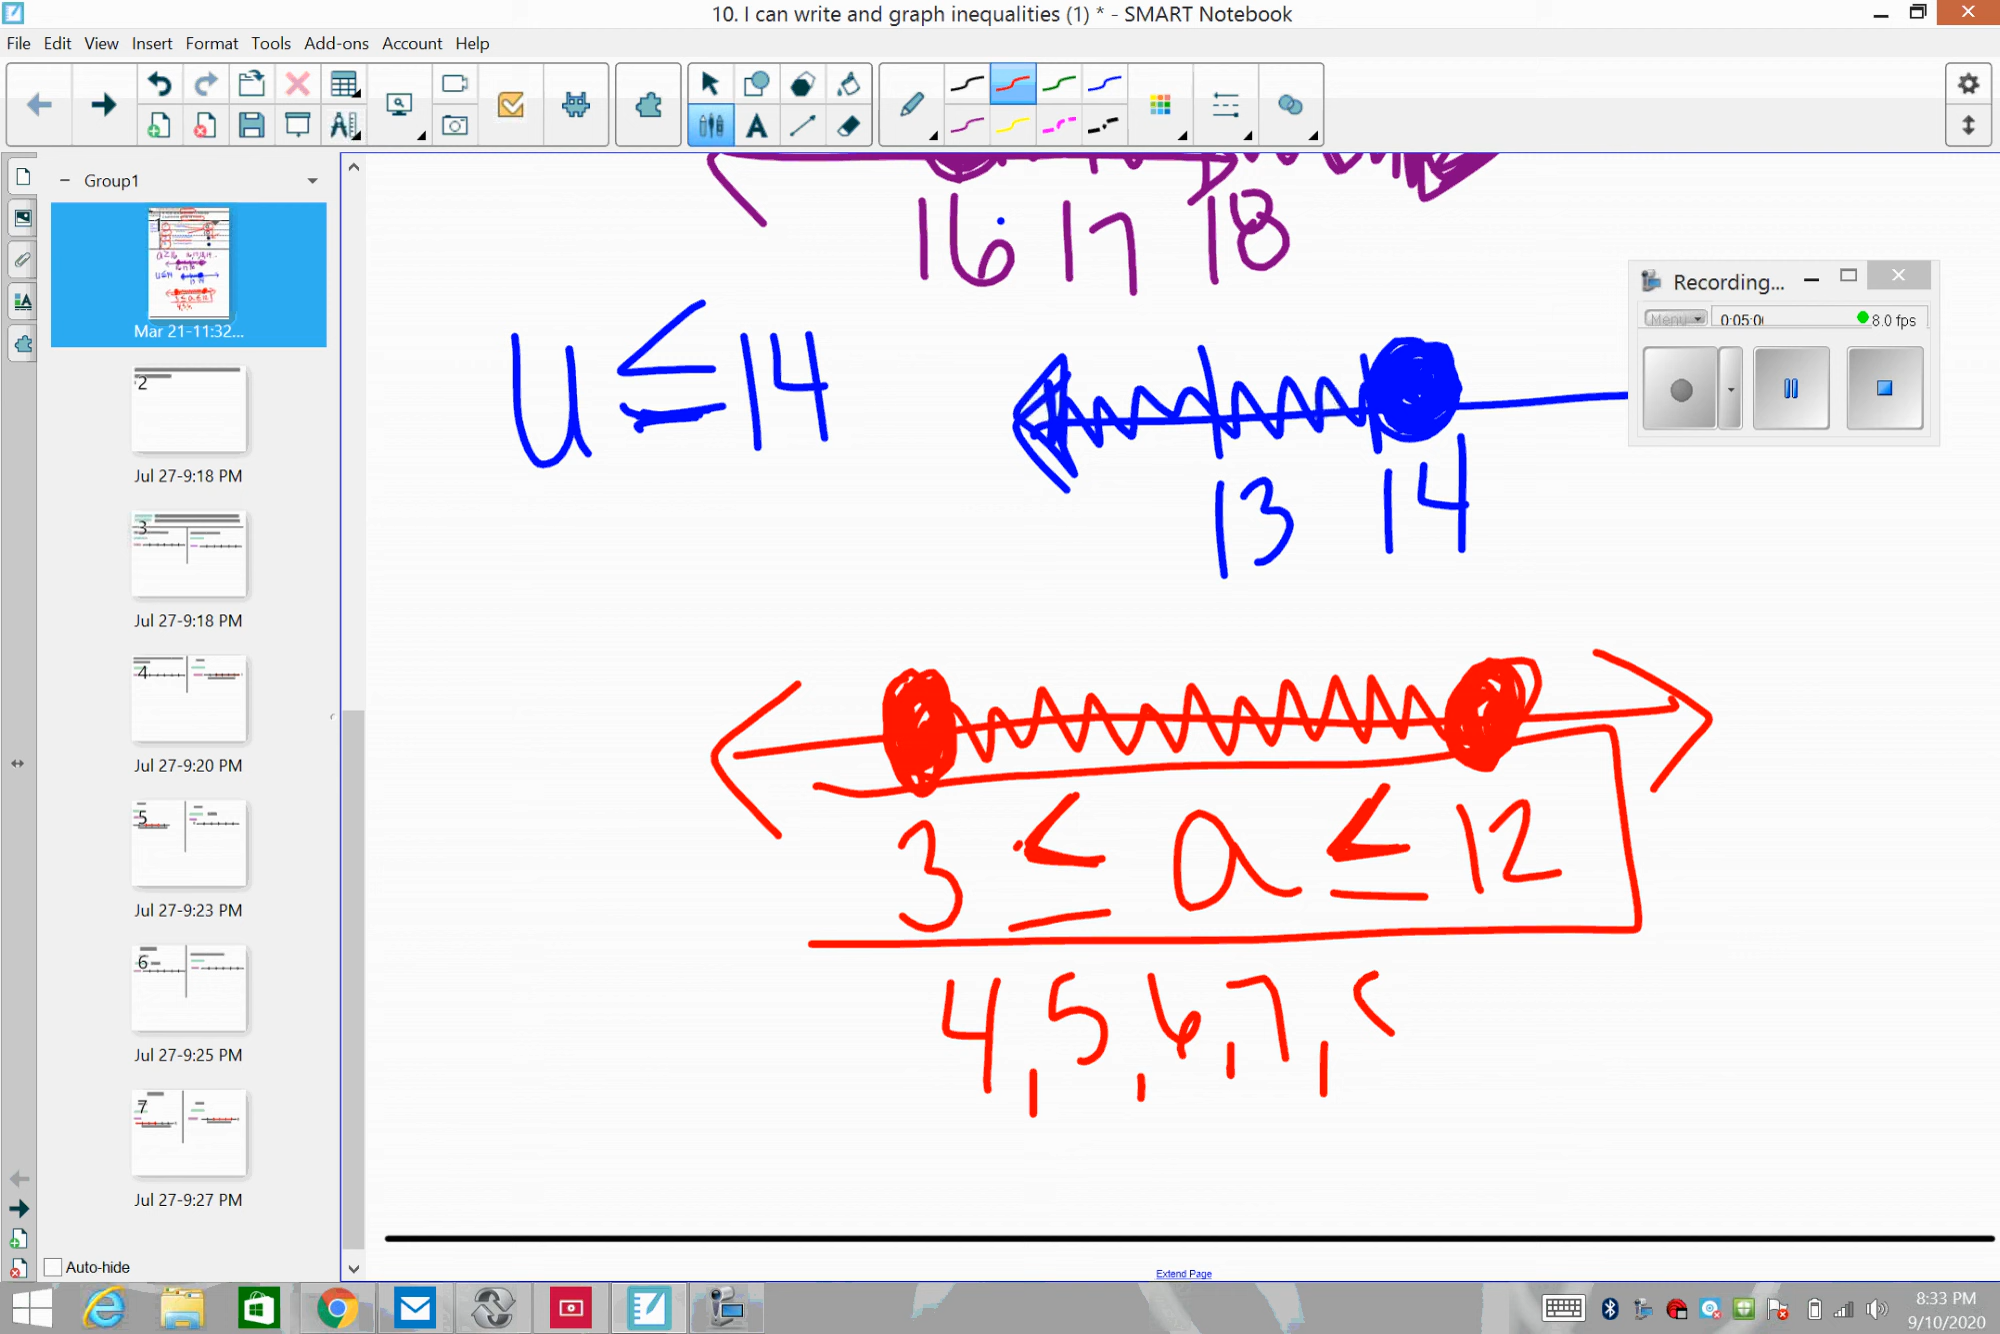 10. I can write and graph inequalities (1) * - SMART Notebook
File Edit View Insert Format Tools Add-ons Account Help
Group1
1
Mar 21-11:32...
2
Jul 27-9:18 PM
3
Jul 27-9:18 PM
4
Jul 27-9:20 PM
5
Jul 27-9:23 PM
6
Jul 27-9:25 PM
7
Jul 27-9:27 PM
Auto-hide
16 17 18
u ≤ 14
13 14
3 ≤ a ≤ 12
4, 5, 6, 7,
Recording...
Menu 0:05:0 8.0 fps
Extend Page
8:33 PM
9/10/2020